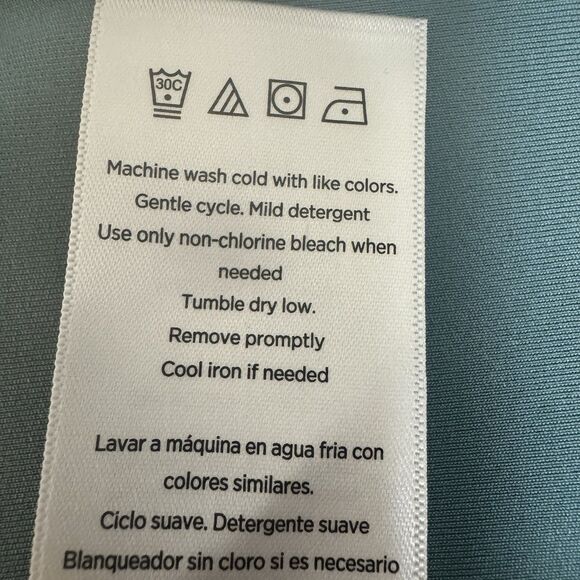 30C
Machine wash cold with like colors.
Gentle cycle. Mild detergent
Use only non-chlorine bleach when
needed
Tumble dry low.
Remove promptly
Cool iron if needed
Lavar a máquina en agua fria con
colores similares.
Ciclo suave. Detergente suave
Blanqueador sin cloro si es necesario